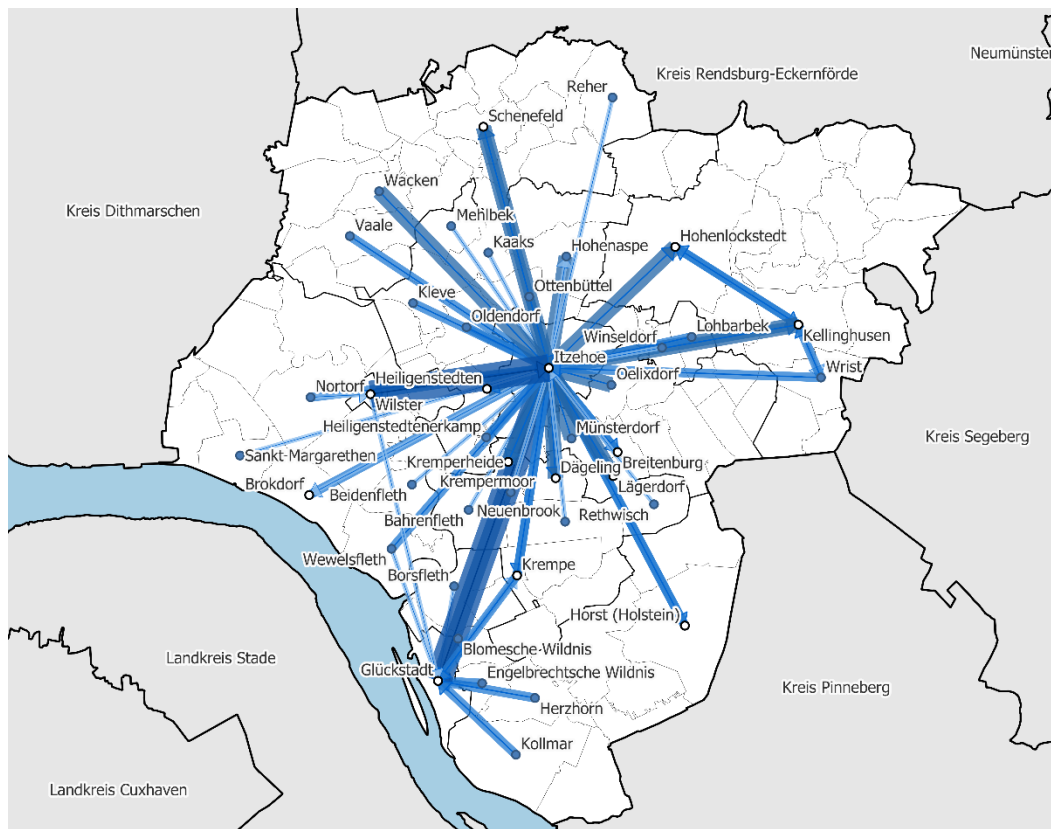 Neumünster
Kreis Rendsburg-Eckernförde
Reher
Schenefeld
Wacken
Kreis Dithmarschen
Mehlbek
Vaale
Hohenlockstedt
Kaaks
Hohenaspe
Ottenbüttel
Kleve
Oldendorf
Lohbarbek
Winseldorf
Kellinghusen
Itzehoe
Wrist
Heiligenstedten
Oelixdorf
Nortorf
Wilster
Heiligenstedtenerkamp
Münsterdorf
Kreis Segeberg
Sankt-Margarethen
Kremperheide
Dägeling
Breitenburg
Brokdorf
Beidenfleth
Krempermoor
Lägerdorf
Neuenbrook
Rethwisch
Bahrenfleth
Wewelsfleth
Krempe
Borsfleth
Horst (Holstein)
Blomesche-Wildnis
Landkreis Stade
Glückstadt
Engelbrechtsche Wildnis
Kreis Pinneberg
Herzhorn
Kollmar
Landkreis Cuxhaven